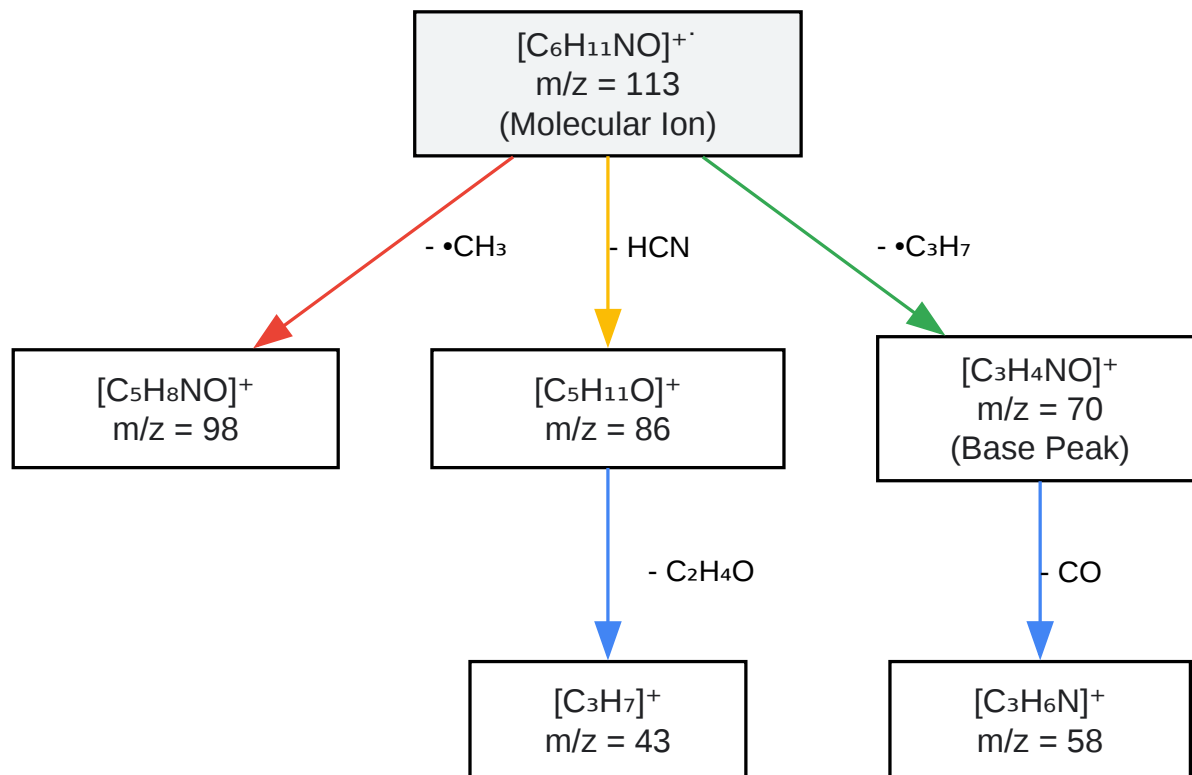 [C₆H₁₁NO]⁺˙
m/z = 113
(Molecular Ion)
- •CH₃
- HCN
- •C₃H₇
[C₅H₈NO]⁺
m/z = 98
[C₅H₁₁O]⁺
m/z = 86
[C₃H₄NO]⁺
m/z = 70
(Base Peak)
- C₂H₄O
- CO
[C₃H₇]⁺
m/z = 43
[C₃H₆N]⁺
m/z = 58